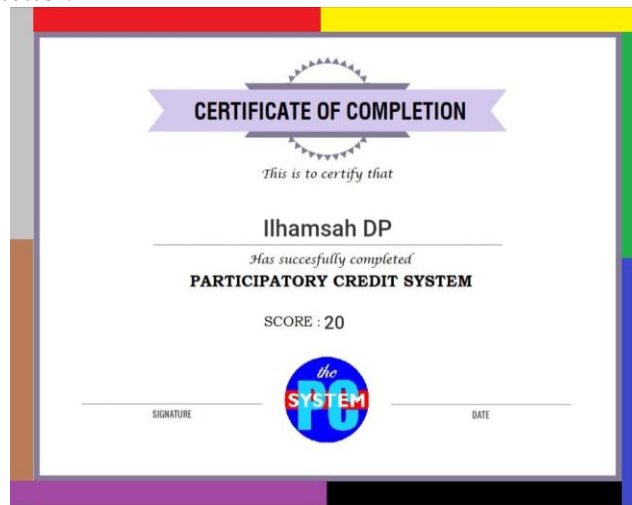 CERTIFICATE OF COMPLETION
This is to certify that
Ilhamsah DP
Has succesfully completed
PARTICIPATORY CREDIT SYSTEM
SCORE : 20
the
PC
SYSTEM
SIGNATURE
DATE